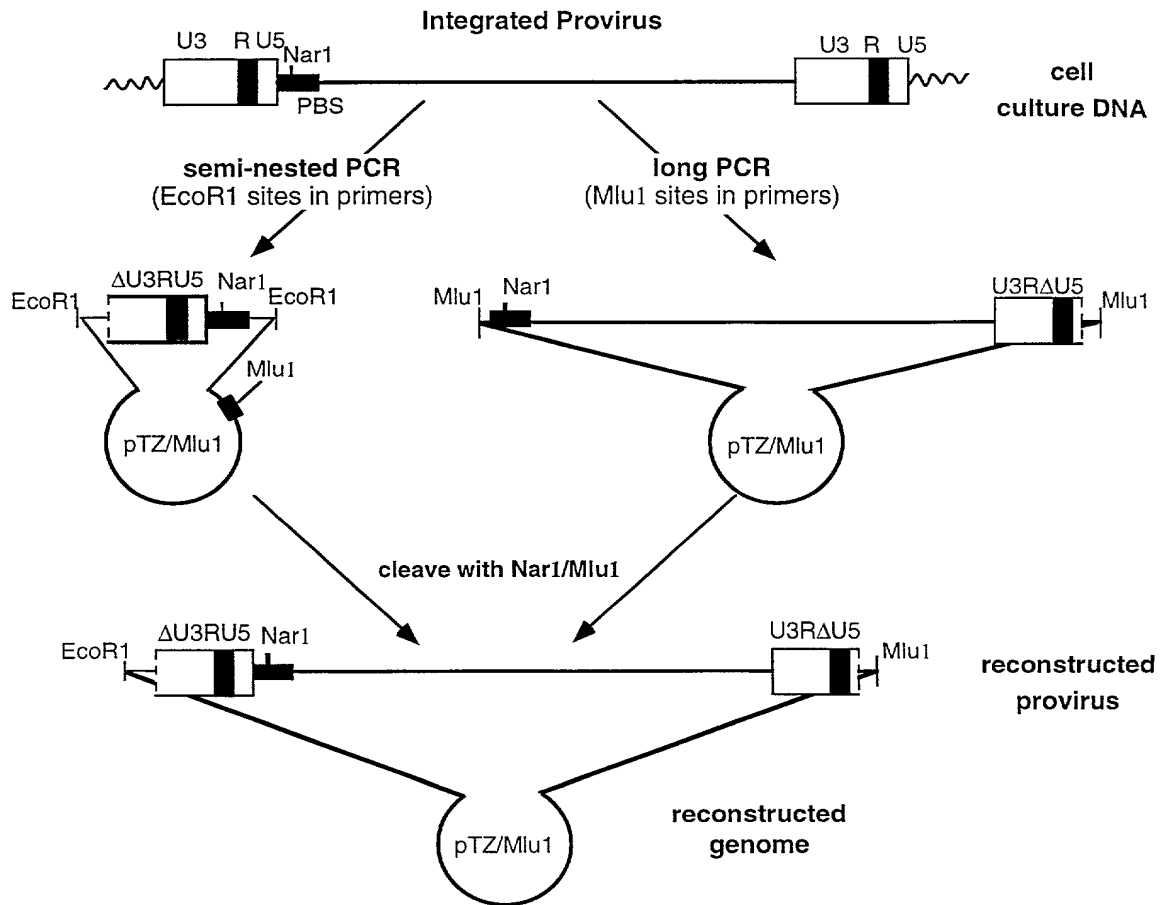 Integrated Provirus
U3 R U5
Nar1
PBS
U3 R U5
cell
culture DNA
semi-nested PCR
(EcoR1 sites in primers)
long PCR
(Mlu1 sites in primers)
EcoR1
ΔU3RU5
Nar1
EcoR1
Mlu1
pTZ/Mlu1
Mlu1
Nar1
U3RΔU5
Mlu1
pTZ/Mlu1
cleave with Nar1/Mlu1
EcoR1
ΔU3RU5
Nar1
U3RΔU5
Mlu1
reconstructed
provirus
pTZ/Mlu1
reconstructed
genome